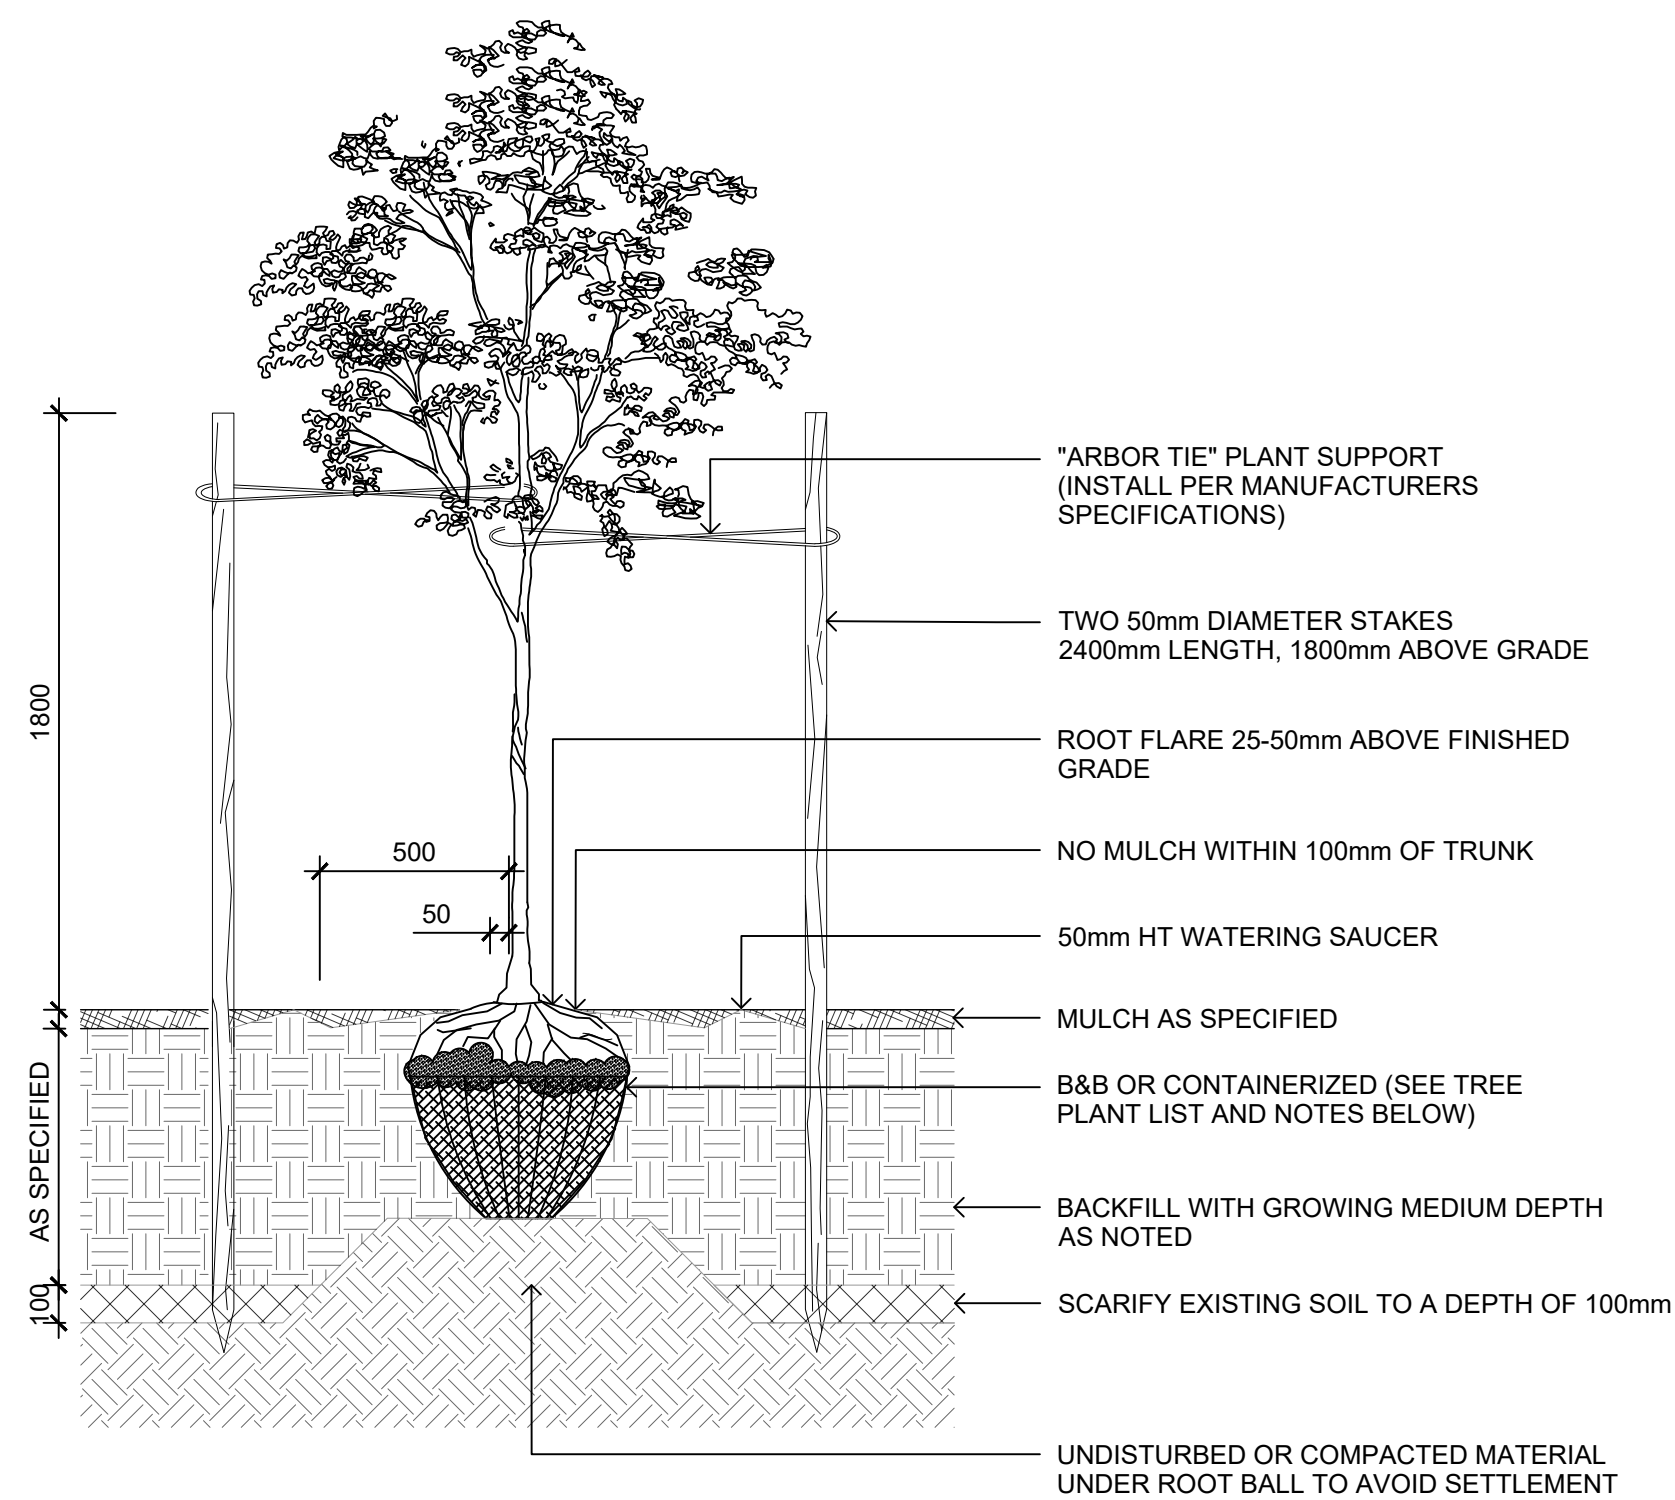 "ARBOR TIE" PLANT SUPPORT
(INSTALL PER MANUFACTURERS
SPECIFICATIONS)
TWO 50mm DIAMETER STAKES
2400mm LENGTH, 1800mm ABOVE GRADE
1800
ROOT FLARE 25-50mm ABOVE FINISHED
GRADE
500
NO MULCH WITHIN 100mm OF TRUNK
50
50mm HT WATERING SAUCER
MULCH AS SPECIFIED
B&B OR CONTAINERIZED (SEE TREE
PLANT LIST AND NOTES BELOW)
AS SPECIFIED
BACKFILL WITH GROWING MEDIUM DEPTH
AS NOTED
100
SCARIFY EXISTING SOIL TO A DEPTH OF 100mm
UNDISTURBED OR COMPACTED MATERIAL
UNDER ROOT BALL TO AVOID SETTLEMENT